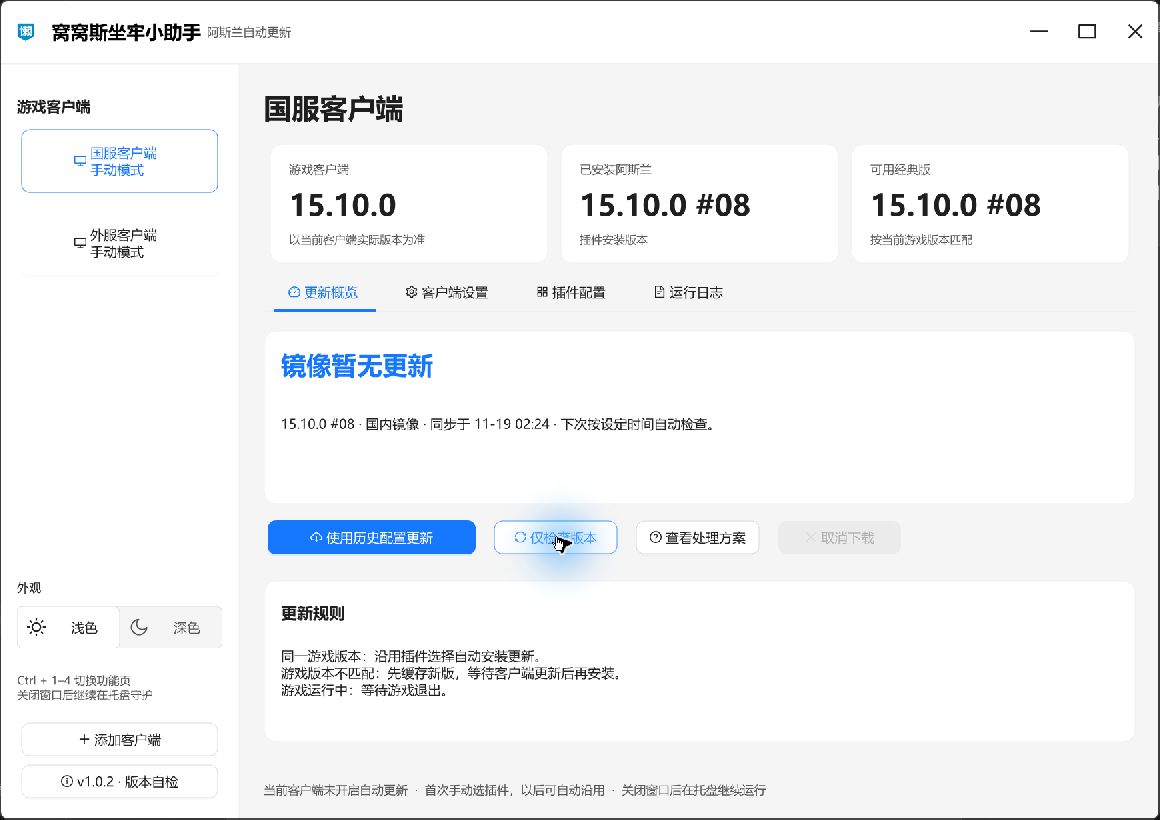 懒
窝窝斯坐牢小助手 阿斯兰自动更新
游戏客户端
国服客户端
手动模式
外服客户端
手动模式
外观
浅色 深色
Ctrl + 1–4 切换功能页
关闭窗口后继续在托盘守护
+ 添加客户端
v1.0.2 · 版本自检
国服客户端
游戏客户端
15.10.0
以当前客户端实际版本为准
已安装阿斯兰
15.10.0 #08
插件安装版本
可用经典版
15.10.0 #08
按当前游戏版本匹配
更新概览 客户端设置 插件配置 运行日志
镜像暂无更新
15.10.0 #08 · 国内镜像 · 同步于 11-19 02:24 · 下次按设定时间自动检查。
使用历史配置更新 仅检查版本 查看处理方案 取消下载
更新规则
同一游戏版本：沿用插件选择自动安装更新。
游戏版本不匹配：先缓存新版，等待客户端更新后再安装。
游戏运行中：等待游戏退出。
当前客户端未开启自动更新 · 首次手动选插件，以后可自动沿用 · 关闭窗口后在托盘继续运行